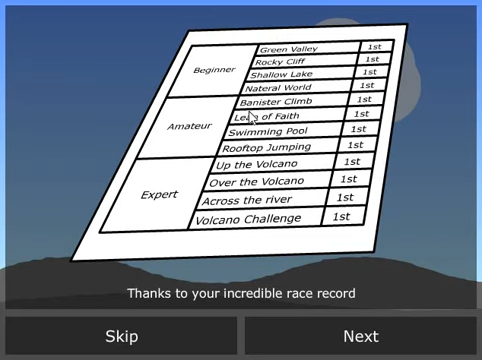 Beginner
Green Valley 1st
Rocky Cliff 1st
Shallow Lake 1st
Nateral World 1st
Amateur
Banister Climb 1st
of Faith 1st
Swimming Pool 1st
Rooftop Jumping 1st
Expert
Up the Volcano 1st
Over the Volcano 1st
Across the river 1st
Volcano Challenge 1st
Thanks to your incredible race record
Skip
Next